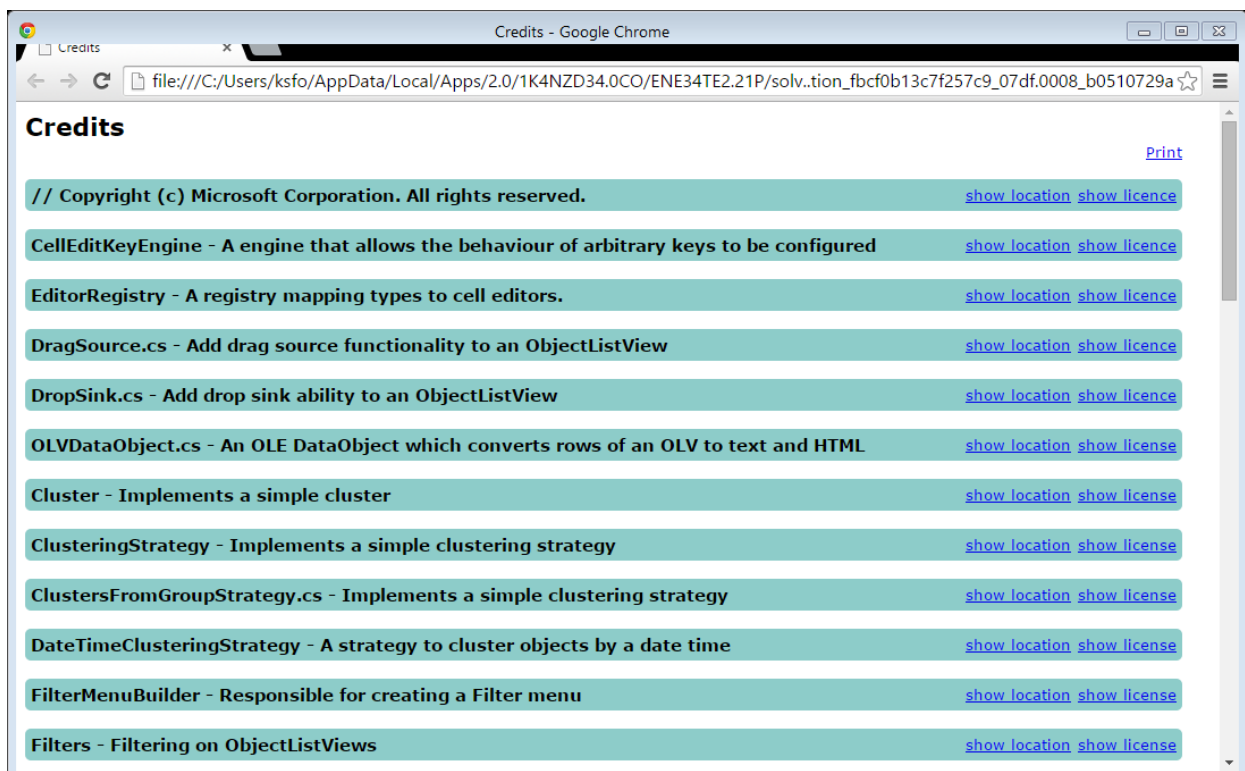 Credits - Google Chrome
Credits
file:///C:/Users/ksfo/AppData/Local/Apps/2.0/1K4NZD34.0CO/ENE34TE2.21P/solv..tion_fbcf0b13c7f257c9_07df.0008_b0510729a
Credits
Print
// Copyright (c) Microsoft Corporation. All rights reserved. show location show licence
CellEditKeyEngine - A engine that allows the behaviour of arbitrary keys to be configured show location show licence
EditorRegistry - A registry mapping types to cell editors. show location show licence
DragSource.cs - Add drag source functionality to an ObjectListView show location show licence
DropSink.cs - Add drop sink ability to an ObjectListView show location show licence
OLVDataObject.cs - An OLE DataObject which converts rows of an OLV to text and HTML show location show license
Cluster - Implements a simple cluster show location show license
ClusteringStrategy - Implements a simple clustering strategy show location show license
ClustersFromGroupStrategy.cs - Implements a simple clustering strategy show location show license
DateTimeClusteringStrategy - A strategy to cluster objects by a date time show location show license
FilterMenuBuilder - Responsible for creating a Filter menu show location show license
Filters - Filtering on ObjectListViews show location show license